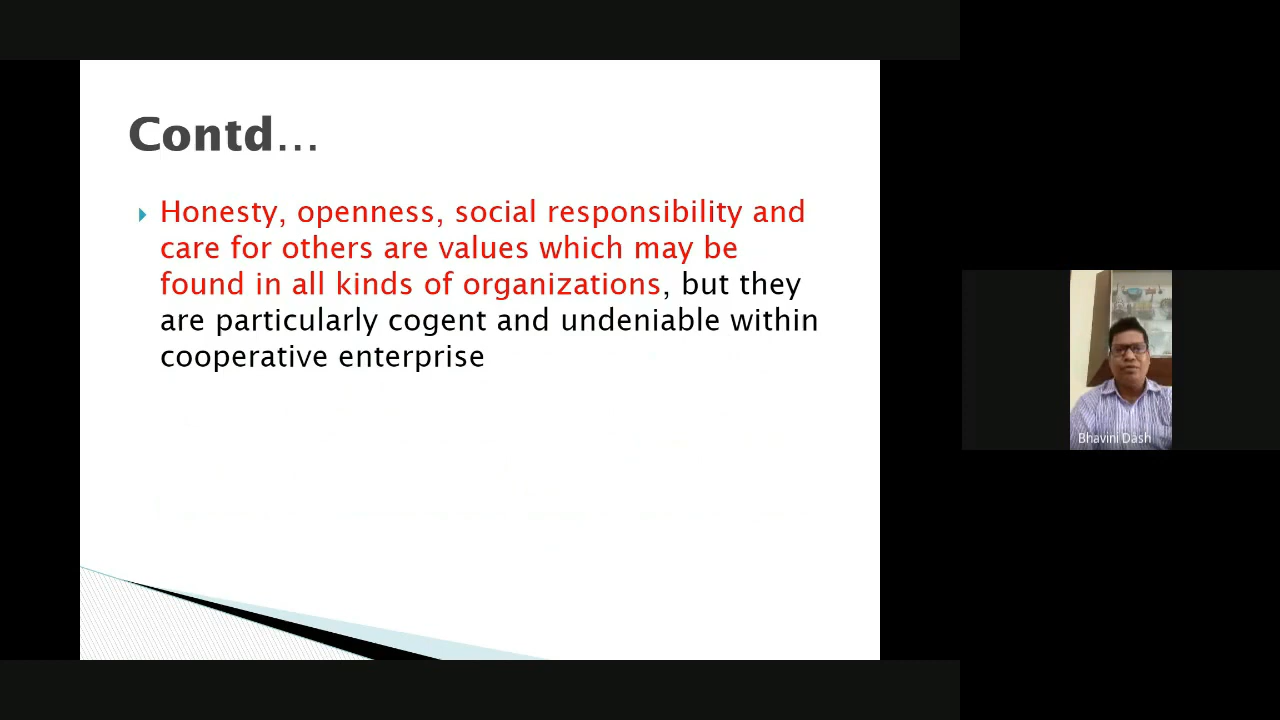 Contd...
Honesty, openness, social responsibility and
care for others are values which may be
found in all kinds of organizations, but they
are particularly cogent and undeniable within
cooperative enterprise
Bhavini Dash